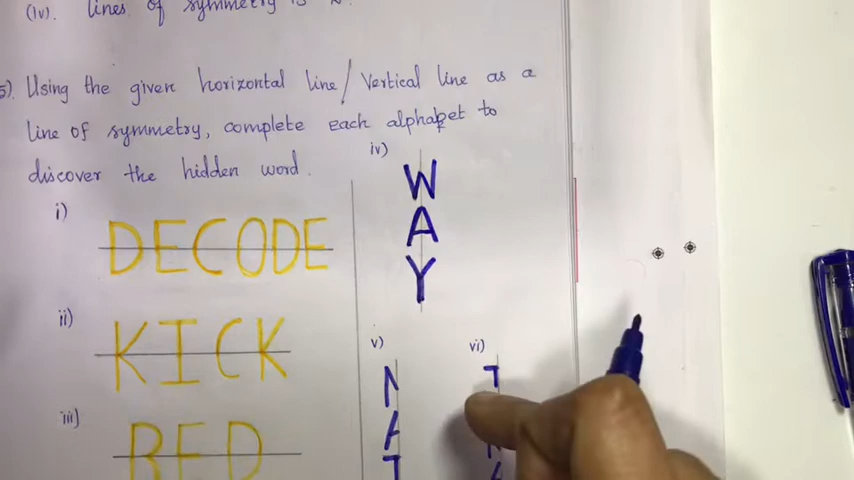 (iv). lines of symmetry is
5). Using the given horizontal line/vertical line as a
line of symmetry, complete each alphabet to
discover the hidden word.
i) DECODE
ii) KICK
iii) BED
iv)
W
A
Y
v)
vi)